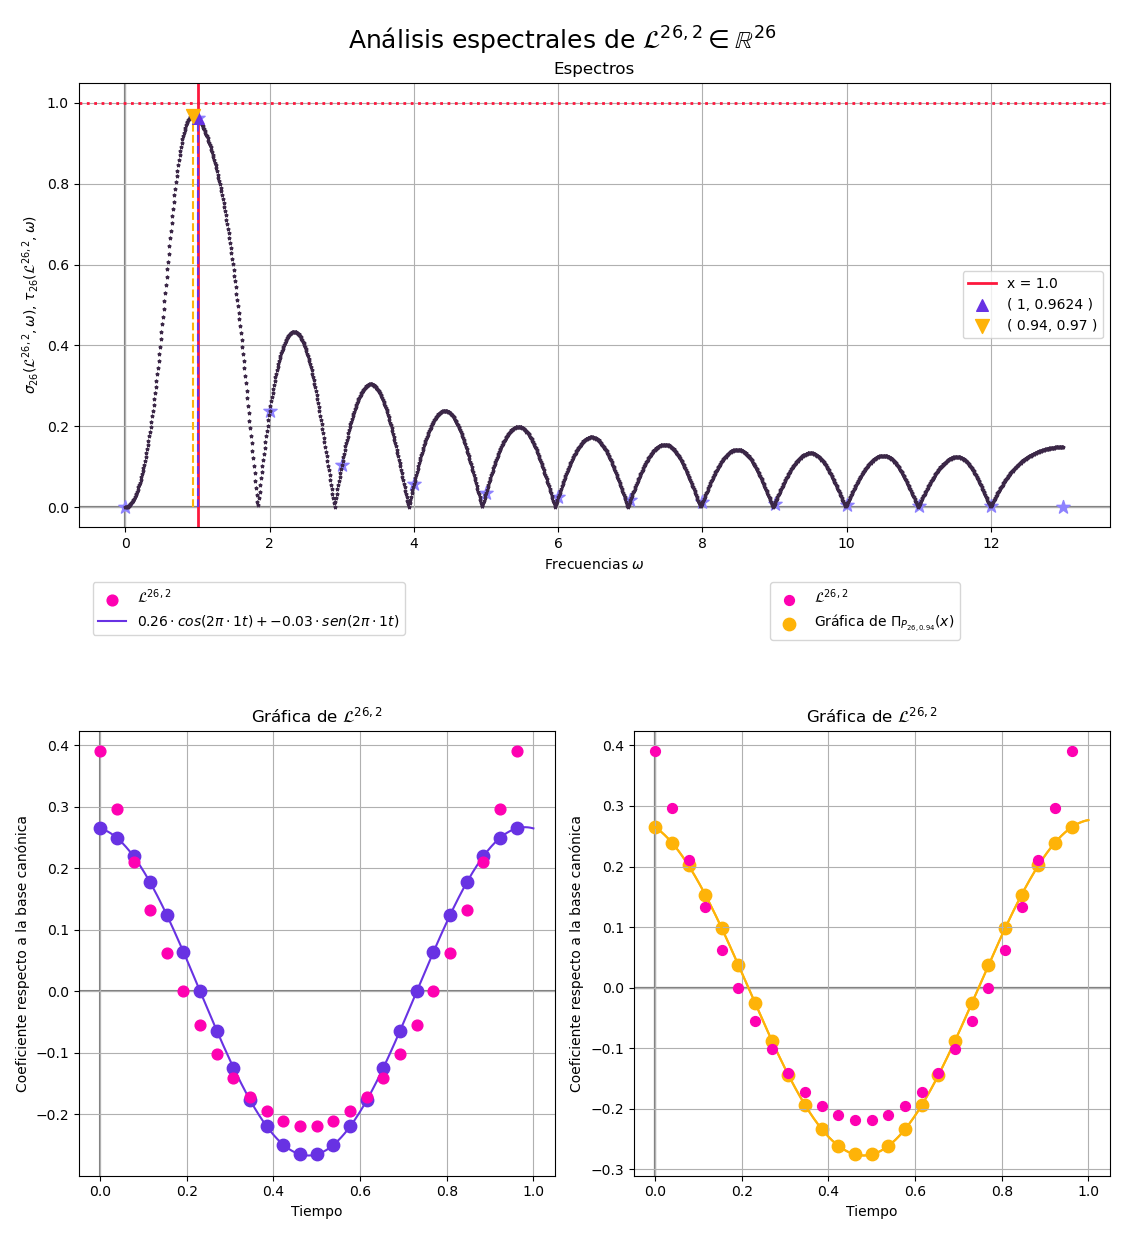 Análisis espectrales de 𝓛^{26, 2} ∈ ℝ^{26}
Espectros
1.0
0.8
0.6
0.4
0.2
0.0
σ_{26}(𝓛^{26, 2}, ω), τ_{26}(𝓛^{26, 2}, ω)
x = 1.0
( 1, 0.9624 )
( 0.94, 0.97 )
0 2 4 6 8 10 12
Frecuencias ω
𝓛^{26, 2}
0.26 · cos(2π · 1t) + −0.03 · sen(2π · 1t)
𝓛^{26, 2}
Gráfica de Π_{P_{26, 0.94}}(x)
Gráfica de 𝓛^{26, 2}
0.4
0.3
0.2
0.1
0.0
−0.1
−0.2
Coeficiente respecto a la base canónica
0.0 0.2 0.4 0.6 0.8 1.0
Tiempo
Gráfica de 𝓛^{26, 2}
0.4
0.3
0.2
0.1
0.0
−0.1
−0.2
−0.3
Coeficiente respecto a la base canónica
0.0 0.2 0.4 0.6 0.8 1.0
Tiempo